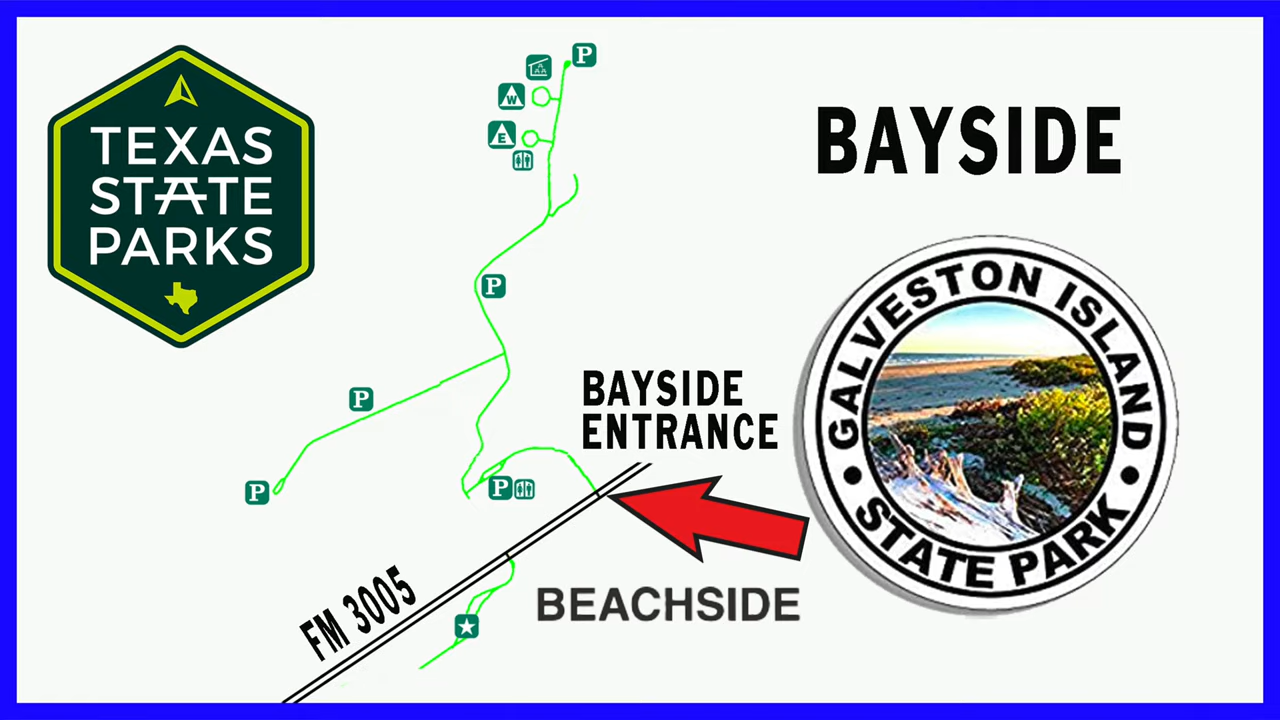 TEXAS
STATE
PARKS
P
W
E
BAYSIDE
P
P
BAYSIDE
ENTRANCE
P
P
FM 3005
BEACHSIDE
GALVESTON ISLAND
• STATE PARK •